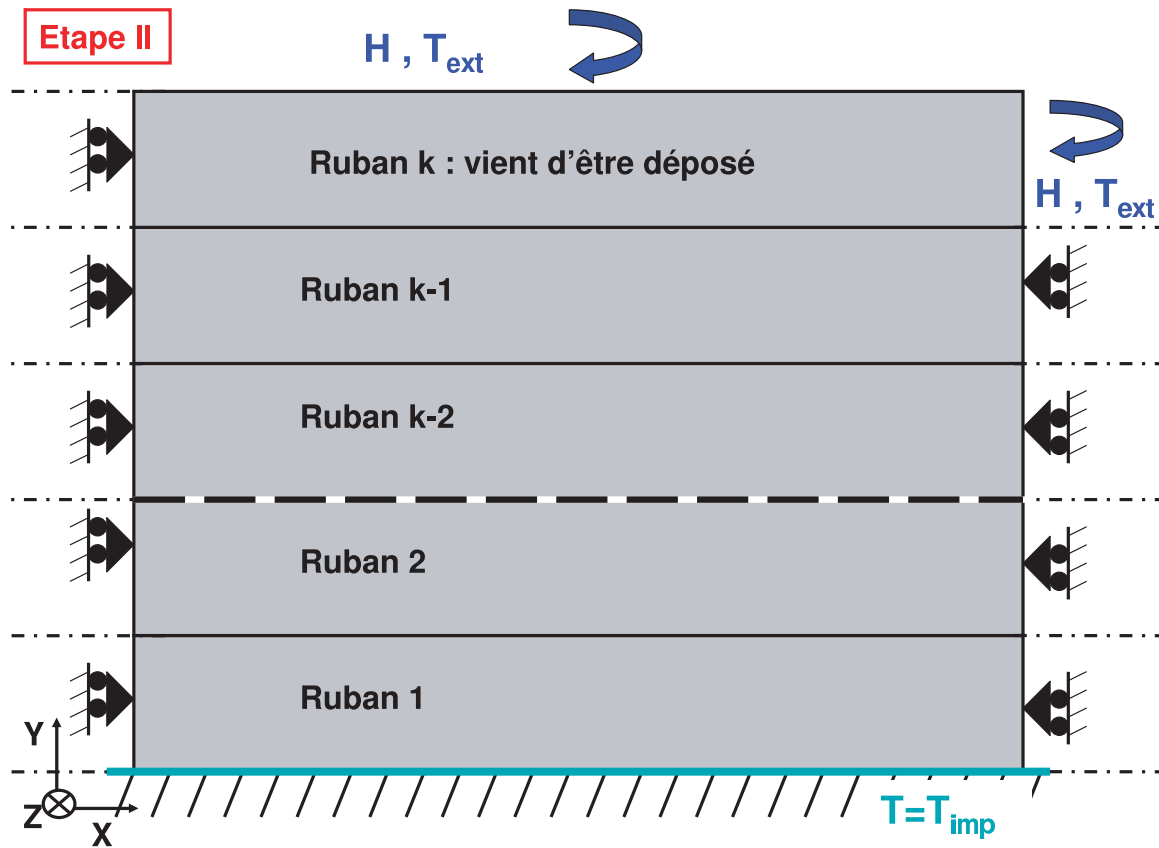 Etape II
H , Text
Ruban k : vient d'être déposé
H , Text
Ruban k-1
Ruban k-2
Ruban 2
Ruban 1
Y
Z
X
T=Timp